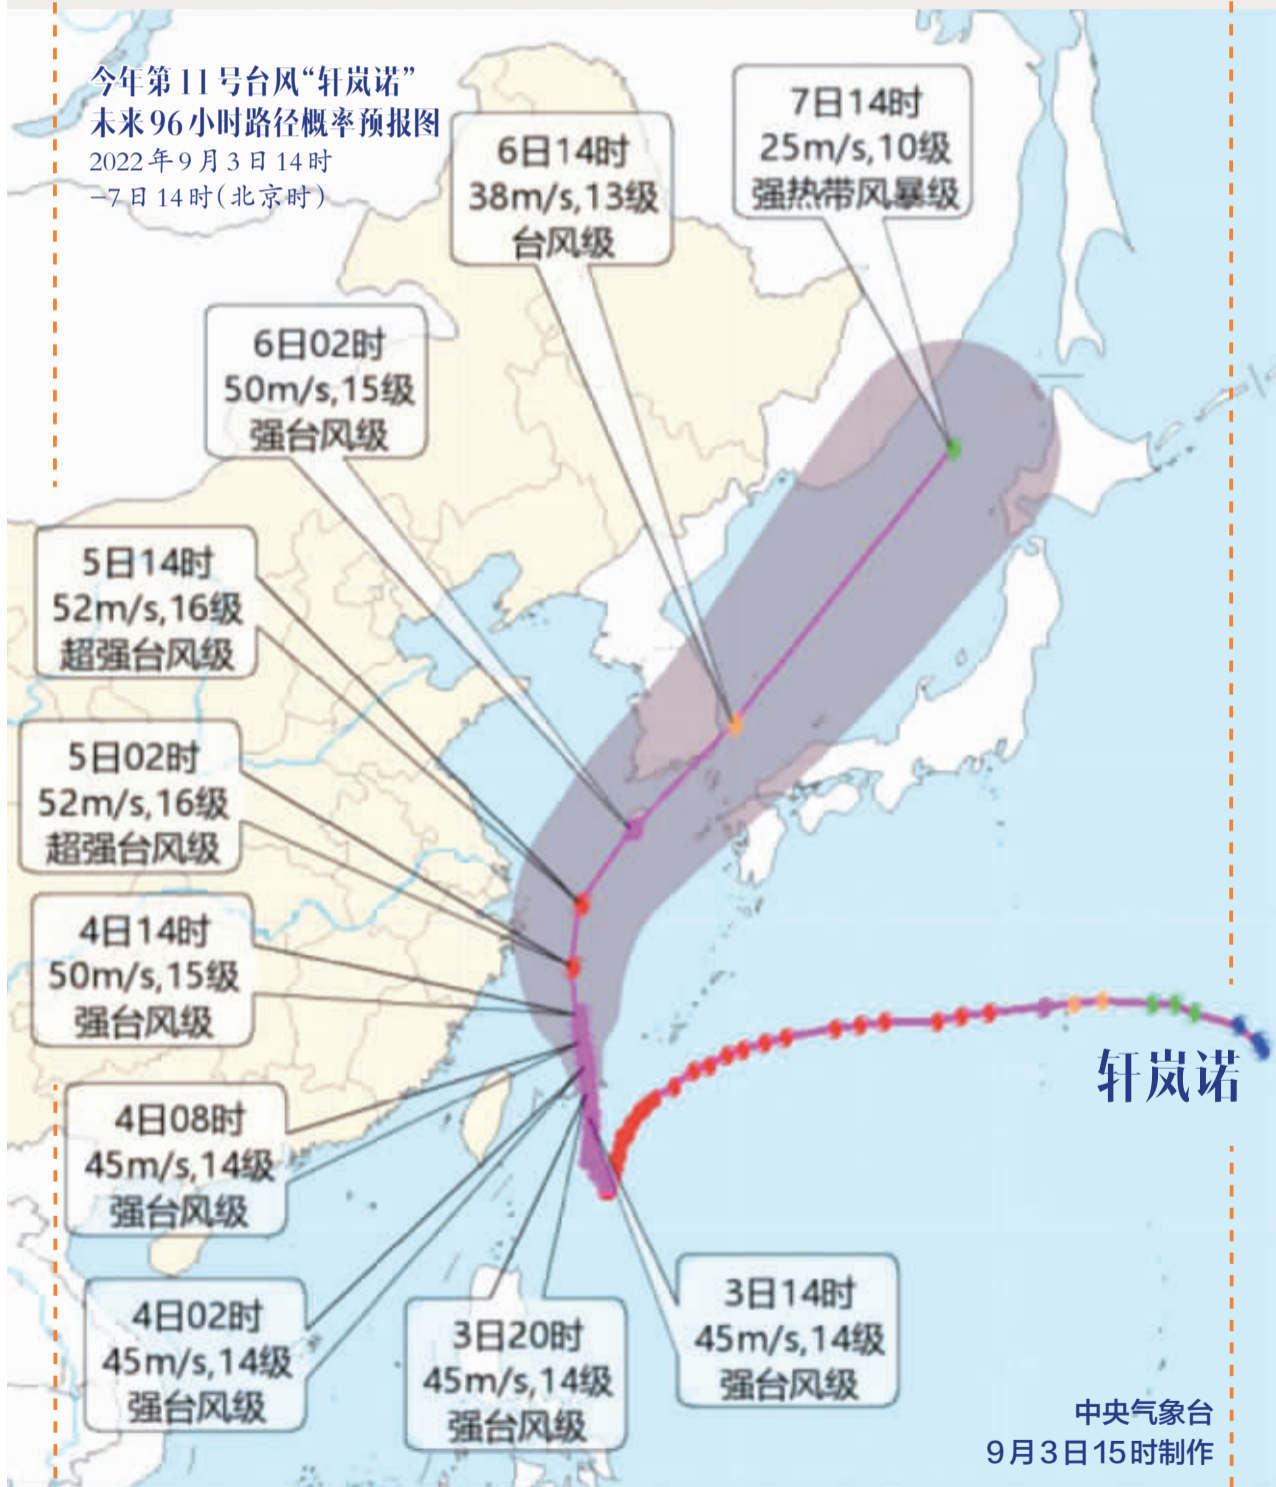 今年第11号台风“轩岚诺”
未来96小时路径概率预报图
2022年9月3日14时
-7日14时(北京时)
7日14时
25m/s,10级
强热带风暴级
6日14时
38m/s,13级
台风级
6日02时
50m/s,15级
强台风级
5日14时
52m/s,16级
超强台风级
5日02时
52m/s,16级
超强台风级
4日14时
50m/s,15级
强台风级
4日08时
45m/s,14级
强台风级
4日02时
45m/s,14级
强台风级
3日20时
45m/s,14级
强台风级
3日14时
45m/s,14级
强台风级
轩岚诺
中央气象台
9月3日15时制作